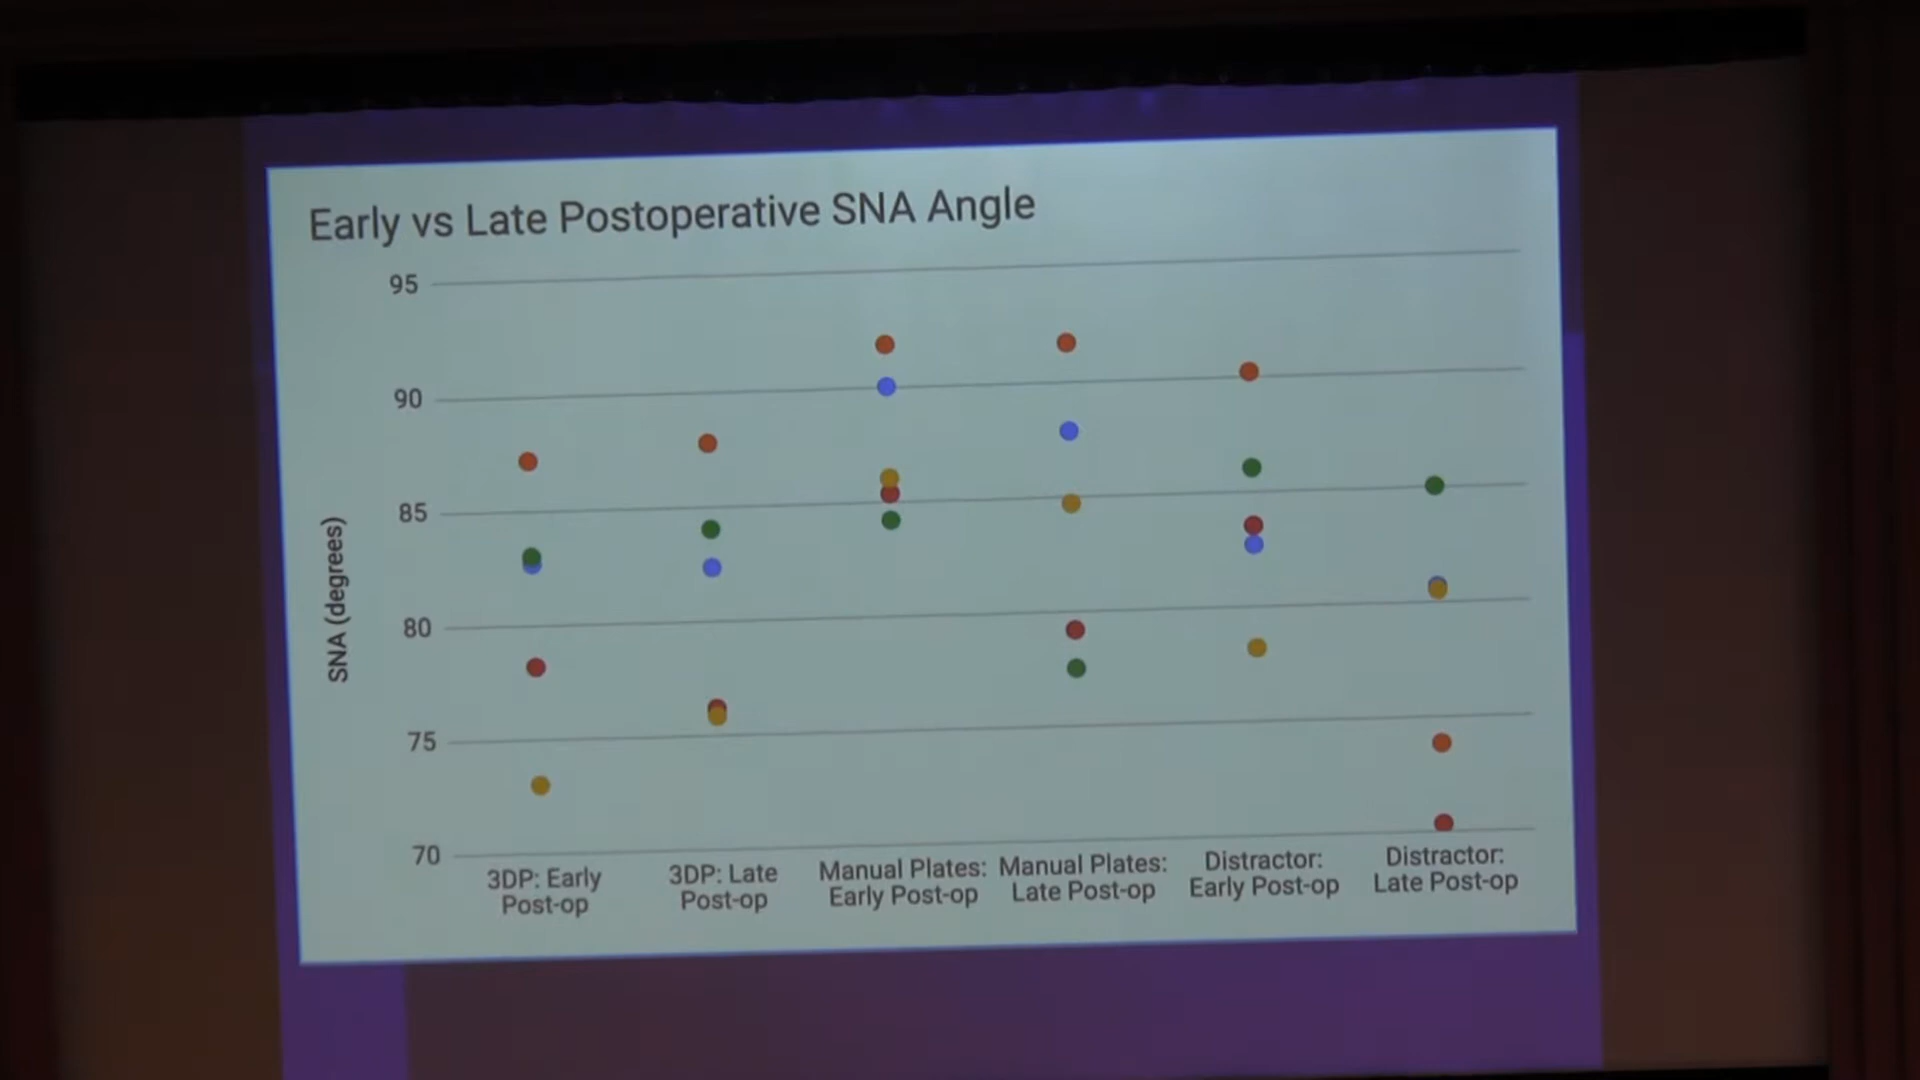 Early vs Late Postoperative SNA Angle
SNA (degrees)
95
90
85
80
75
70
3DP: Early
Post-op
3DP: Late
Post-op
Manual Plates:
Early Post-op
Manual Plates:
Late Post-op
Distractor:
Early Post-op
Distractor:
Late Post-op